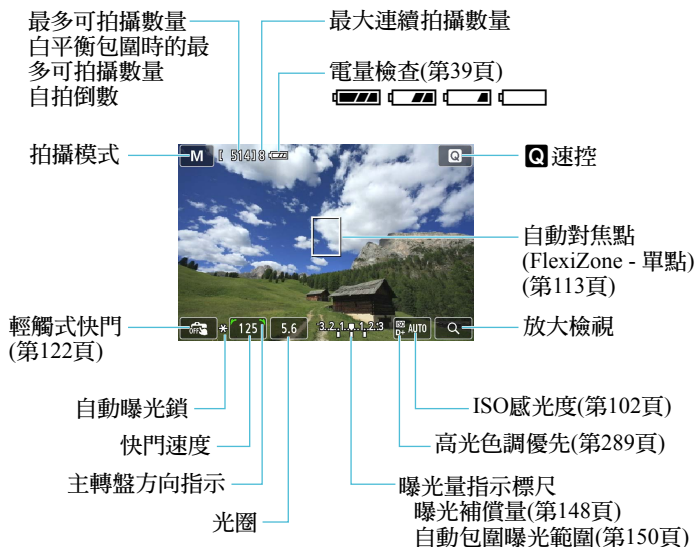 最多可拍攝數量
白平衡包圍時的最
多可拍攝數量
自拍倒數
最大連續拍攝數量
電量檢查(第39頁)
拍攝模式
M [ 514] 8
Q
Q 速控
自動對焦點
(FlexiZone - 單點)
(第113頁)
輕觸式快門
(第122頁)
OFF * 125 5.6 3..2..1..0..1..2..3 ISO D+ AUTO
放大檢視
自動曝光鎖
快門速度
主轉盤方向指示
光圈
ISO感光度(第102頁)
高光色調優先(第289頁)
曝光量指示標尺
曝光補償量(第148頁)
自動包圍曝光範圍(第150頁)